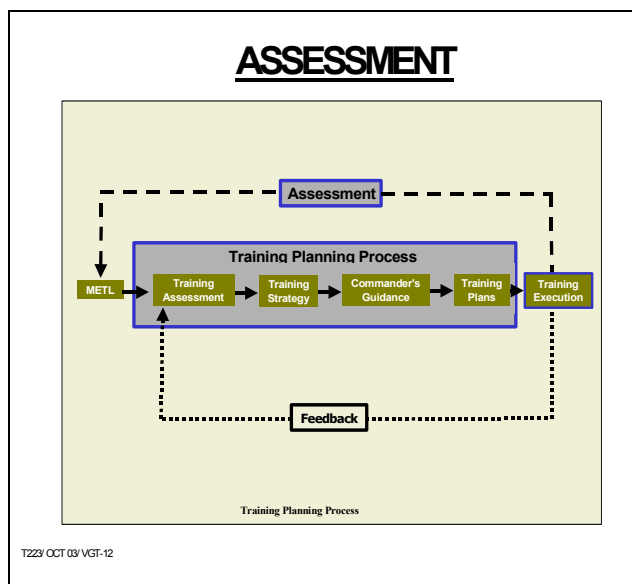 ASSESSMENT
Assessment
Training Planning Process
METL
Training
Assessment
Training
Strategy
Commander's
Guidance
Training
Plans
Training
Execution
Feedback
Training Planning Process
T223/ OCT 03/ VGT-12